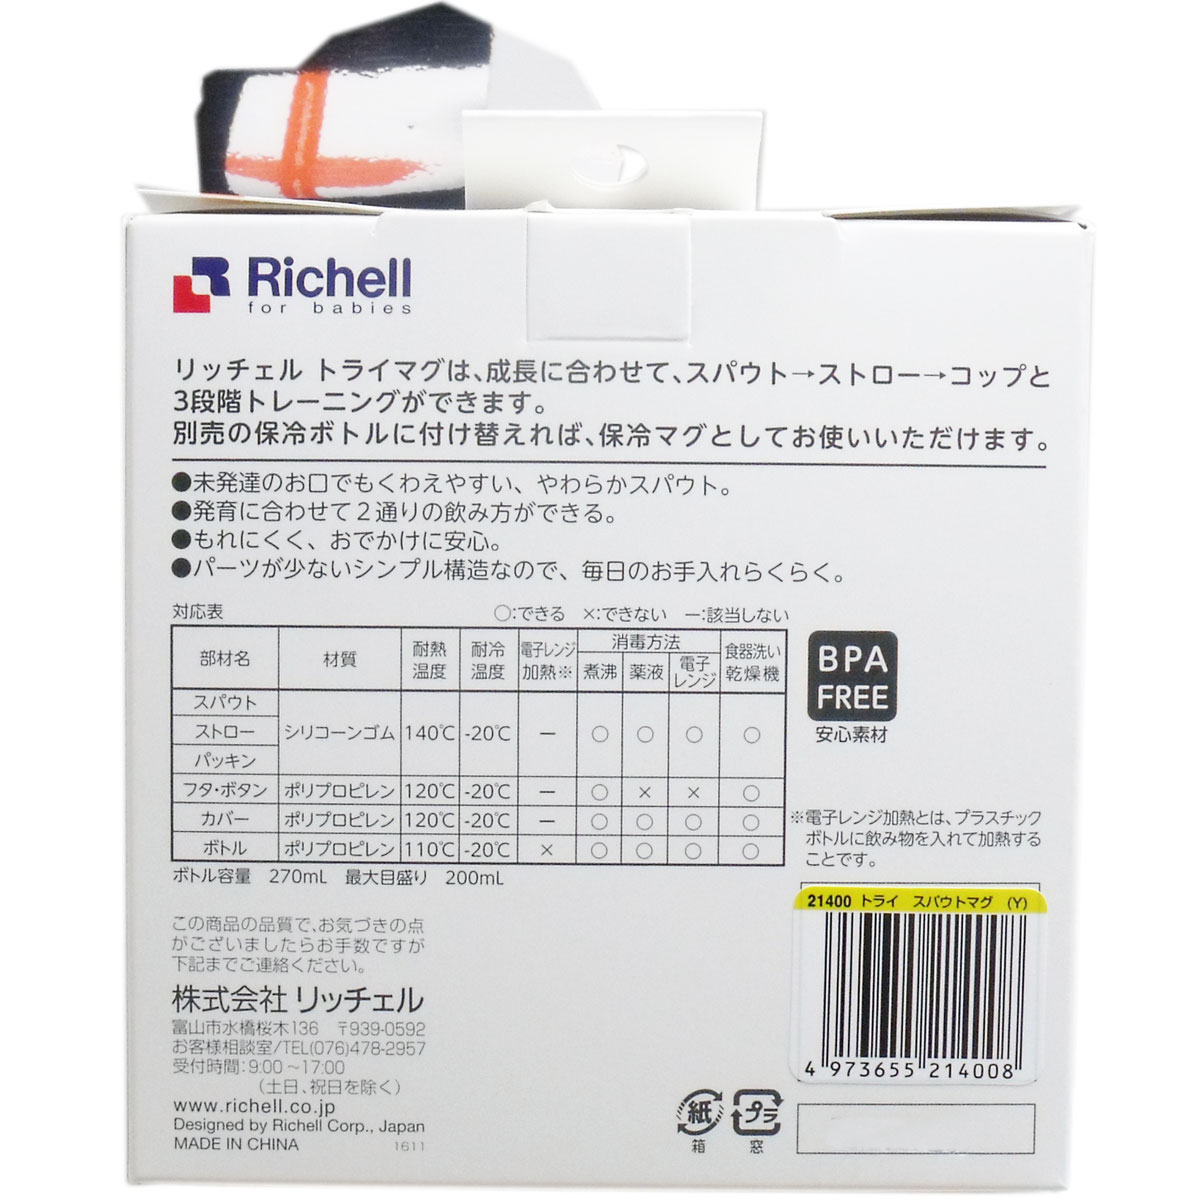 Richell
for babies
リッチェル トライマグは、成長に合わせて、スパウト→ストロー→コップと
3段階トレーニングができます。
別売の保冷ボトルに付け替えれば、保冷マグとしてお使いいただけます。
●未発達のお口でもくわえやすい、やわらかスパウト。
●発育に合わせて２通りの飲み方ができる。
●もれにくく、おでかけに安心。
●パーツが少ないシンプル構造なので、毎日のお手入れらくらく。
対応表 ○:できる ×:できない ー:該当しない
部材名 材質 耐熱温度 耐冷温度 電子レンジ加熱※ 消毒方法 煮沸 薬液 電子レンジ 食器洗い乾燥機
スパウト
ストロー シリコーンゴム 140℃ -20℃ ー ○ ○ ○ ○
パッキン
フタ・ボタン ポリプロピレン 120℃ -20℃ ー ○ × × ○
カバー ポリプロピレン 120℃ -20℃ ー ○ ○ ○ ○
ボトル ポリプロピレン 110℃ -20℃ × ○ ○ ○ ○
ボトル容量 270mL 最大目盛り 200mL
BPA
FREE
安心素材
※電子レンジ加熱とは、プラスチック
ボトルに飲み物を入れて加熱する
ことです。
この商品の品質で、お気づきの点
がございましたらお手数ですが
下記までご連絡ください。
株式会社 リッチェル
富山市水橋桜木136 〒939-0592
お客様相談室/TEL(076)478-2957
受付時間:9:00～17:00
(土日、祝日を除く)
www.richell.co.jp
Designed by Richell Corp., Japan
MADE IN CHINA 1611
21400 トライ スパウトマグ (Y)
4 973655 214008
紙
箱
プラ
窓